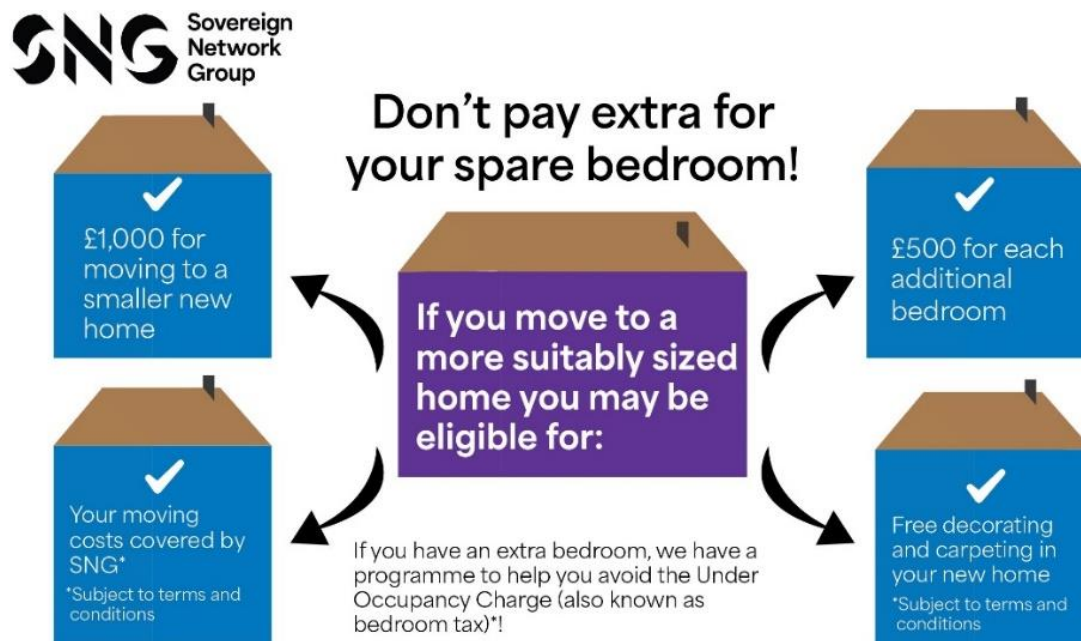 SNG
Sovereign
Network
Group
Don't pay extra for
your spare bedroom!
£1,000 for
moving to a
smaller new
home
If you move to a
more suitably sized
home you may be
eligible for:
£500 for each
additional
bedroom
Your moving
costs covered by
SNG*
*Subject to terms and
conditions
If you have an extra bedroom, we have a
programme to help you avoid the Under
Occupancy Charge (also known as
bedroom tax)*!
Free decorating
and carpeting in
your new home
*Subject to terms and
conditions